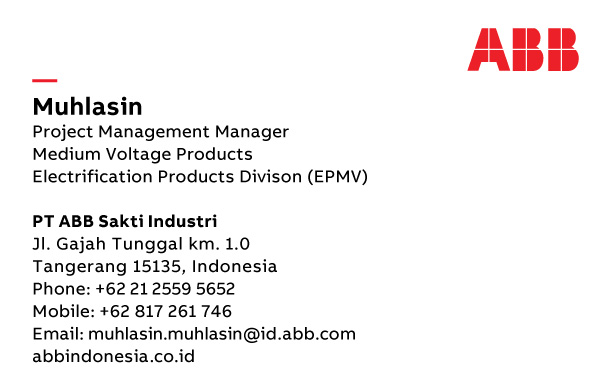 ABB
Muhlasin
Project Management Manager
Medium Voltage Products
Electrification Products Divison (EPMV)
PT ABB Sakti Industri
Jl. Gajah Tunggal km. 1.0
Tangerang 15135, Indonesia
Phone: +62 21 2559 5652
Mobile: +62 817 261 746
Email: muhlasin.muhlasin@id.abb.com
abbindonesia.co.id